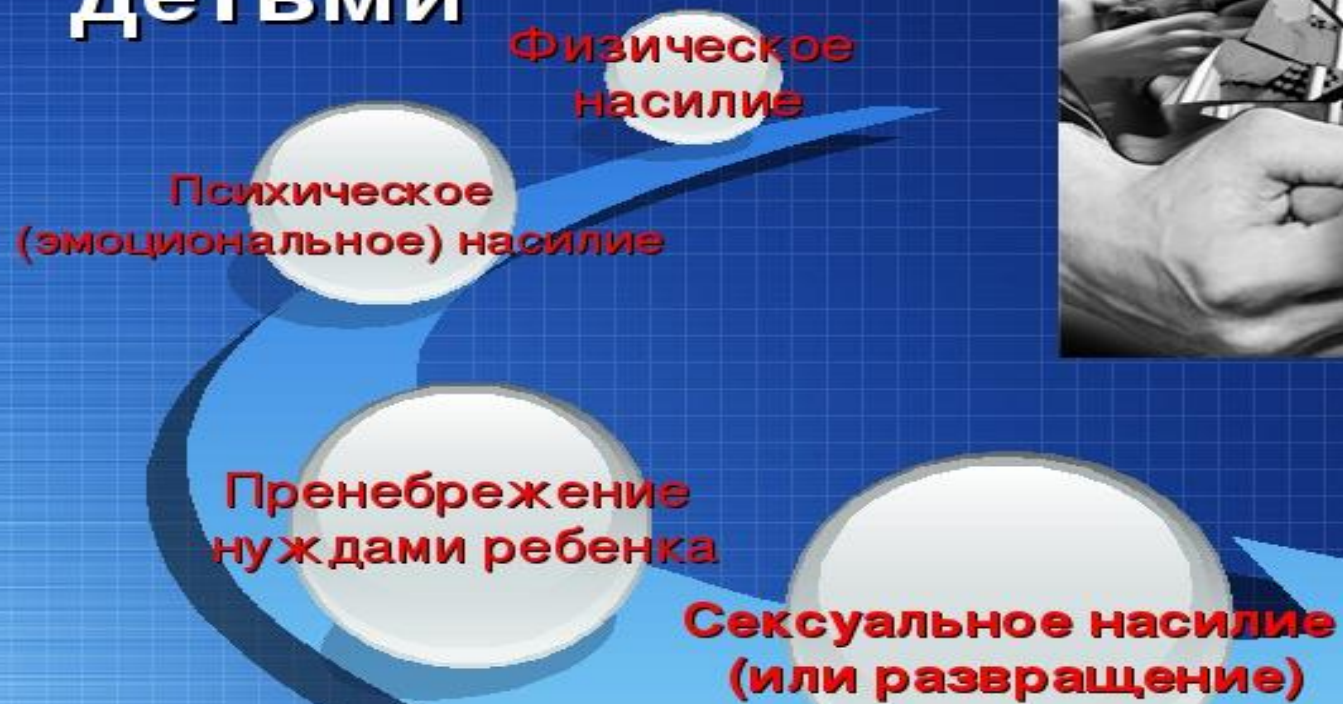 детьми
Физическое
насилие
Психическое
(эмоциональное) насилие
Пренебрежение
нуждами ребенка
Сексуальное насилие
(или развращение)